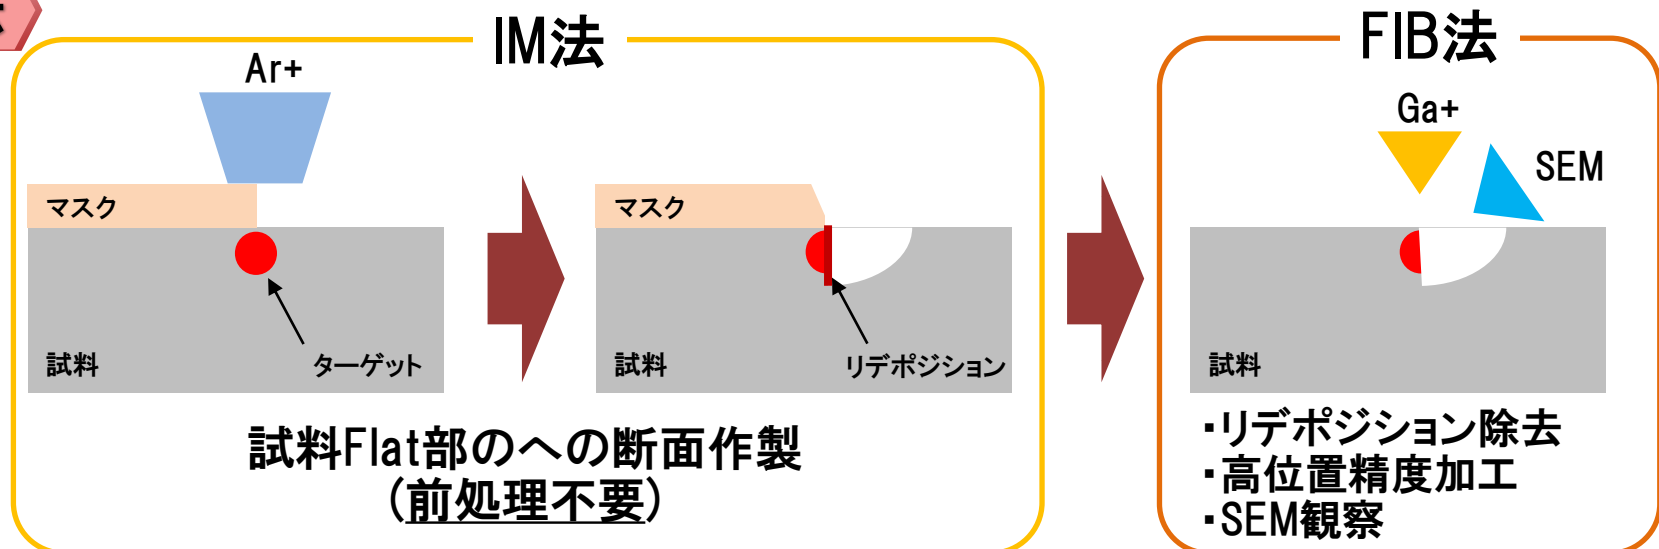 IM法
FIB法
Ar+
マスク
試料
ターゲット
マスク
試料
リデポジション
試料Flat部のへの断面作製
(前処理不要)
Ga+
SEM
試料
・リデポジション除去
・高位置精度加工
・SEM観察